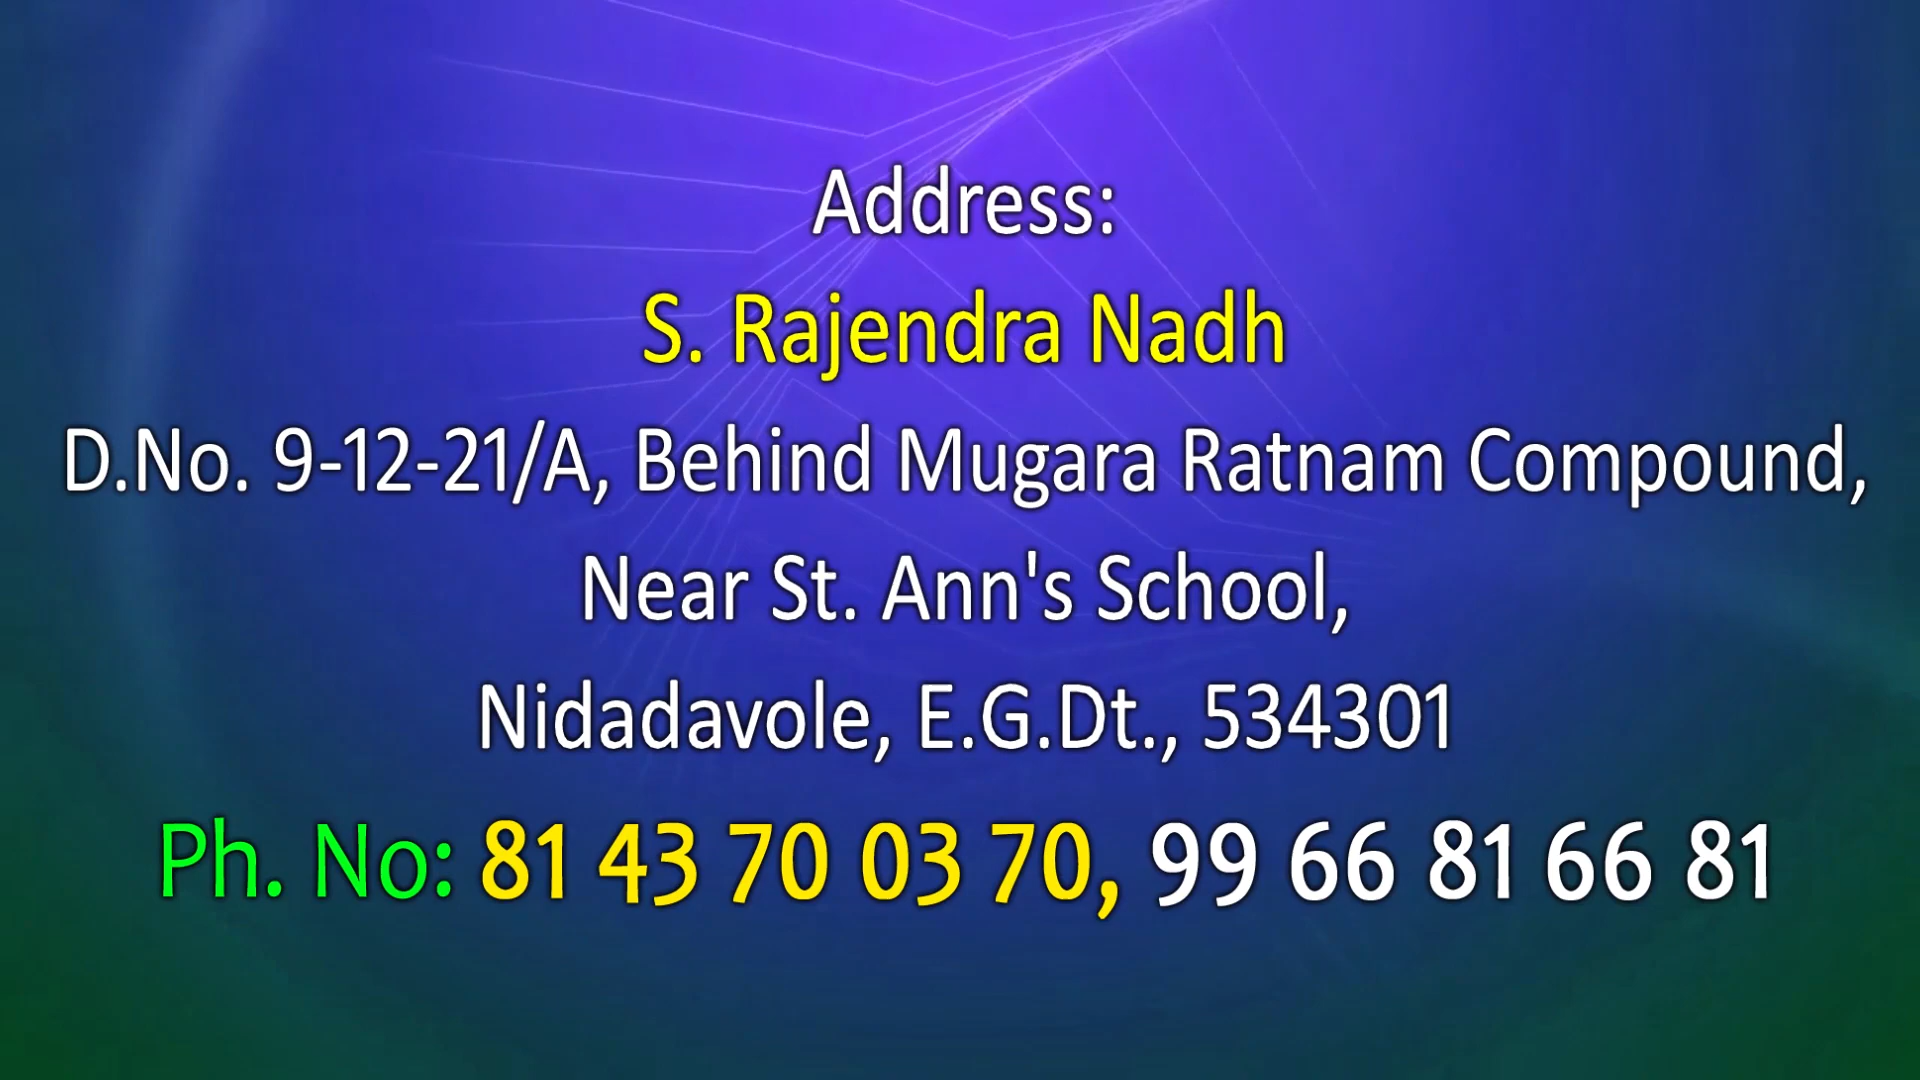 Address:
S. Rajendra Nadh
D.No. 9-12-21/A, Behind Mugara Ratnam Compound,
Near St. Ann's School,
Nidadavole, E.G.Dt., 534301
Ph. No: 81 43 70 03 70, 99 66 81 66 81